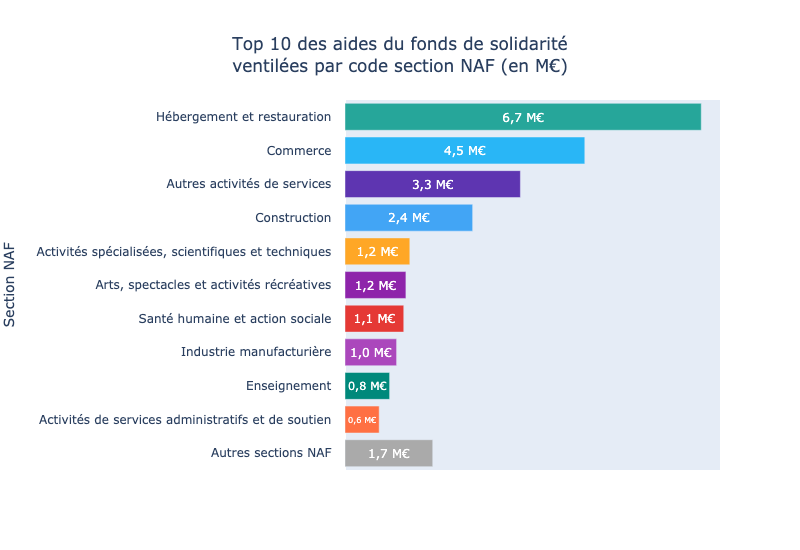 Top 10 des aides du fonds de solidarité
ventilées par code section NAF (en M€)
Section NAF
Hébergement et restauration 6,7 M€
Commerce 4,5 M€
Autres activités de services 3,3 M€
Construction 2,4 M€
Activités spécialisées, scientifiques et techniques 1,2 M€
Arts, spectacles et activités récréatives 1,2 M€
Santé humaine et action sociale 1,1 M€
Industrie manufacturière 1,0 M€
Enseignement 0,8 M€
Activités de services administratifs et de soutien 0,6 M€
Autres sections NAF 1,7 M€